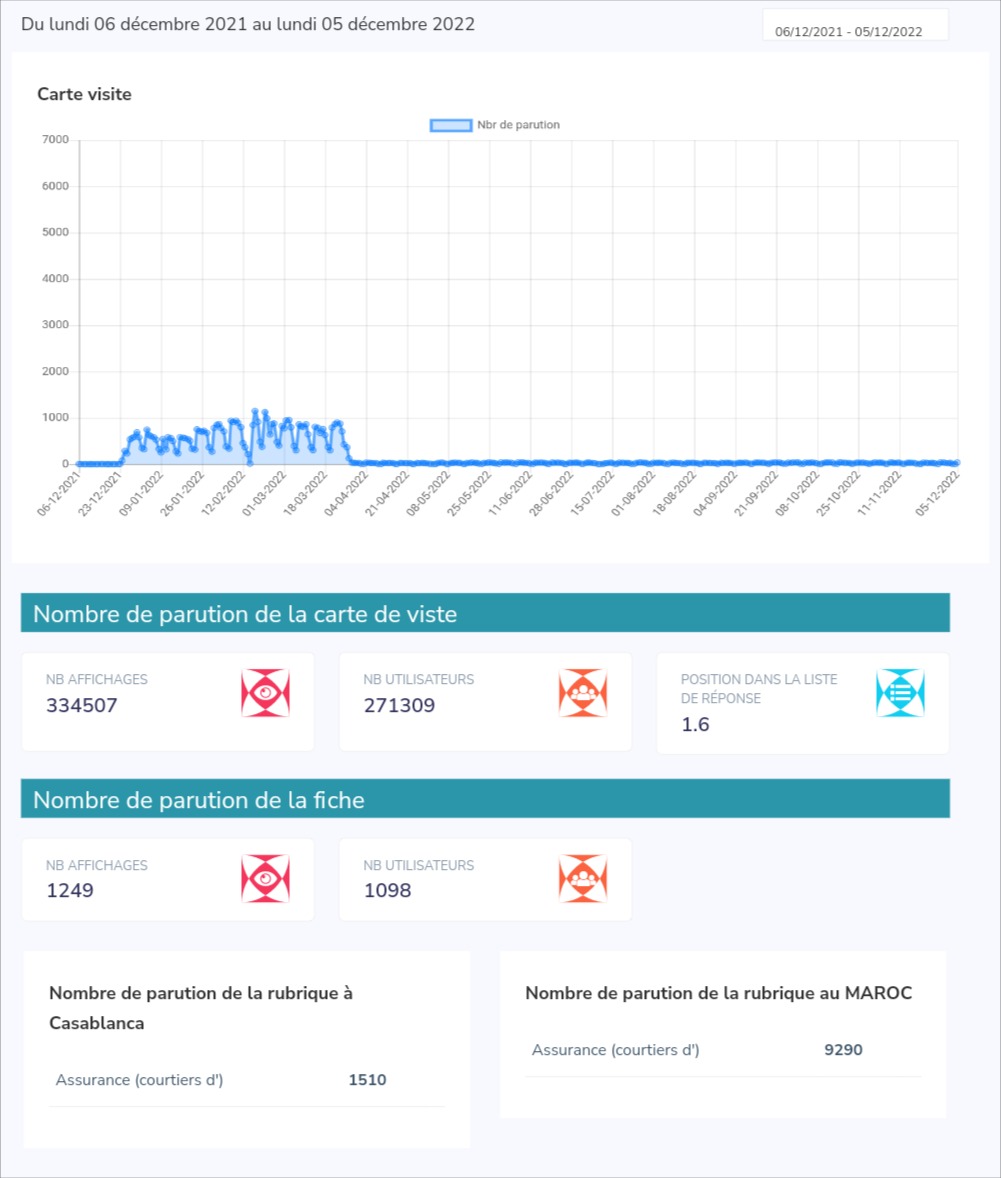 Du lundi 06 décembre 2021 au lundi 05 décembre 2022
06/12/2021 - 05/12/2022
Carte visite
Nbr de parution
7000
6000
5000
4000
3000
2000
1000
0
06-12-2021
23-12-2021
09-01-2022
26-01-2022
12-02-2022
01-03-2022
18-03-2022
04-04-2022
21-04-2022
08-05-2022
25-05-2022
11-06-2022
28-06-2022
15-07-2022
01-08-2022
18-08-2022
04-09-2022
21-09-2022
08-10-2022
25-10-2022
11-11-2022
05-12-2022
Nombre de parution de la carte de viste
NB AFFICHAGES
334507
NB UTILISATEURS
271309
POSITION DANS LA LISTE
DE RÉPONSE
1.6
Nombre de parution de la fiche
NB AFFICHAGES
1249
NB UTILISATEURS
1098
Nombre de parution de la rubrique à
Casablanca
Assurance (courtiers d') 1510
Nombre de parution de la rubrique au MAROC
Assurance (courtiers d') 9290